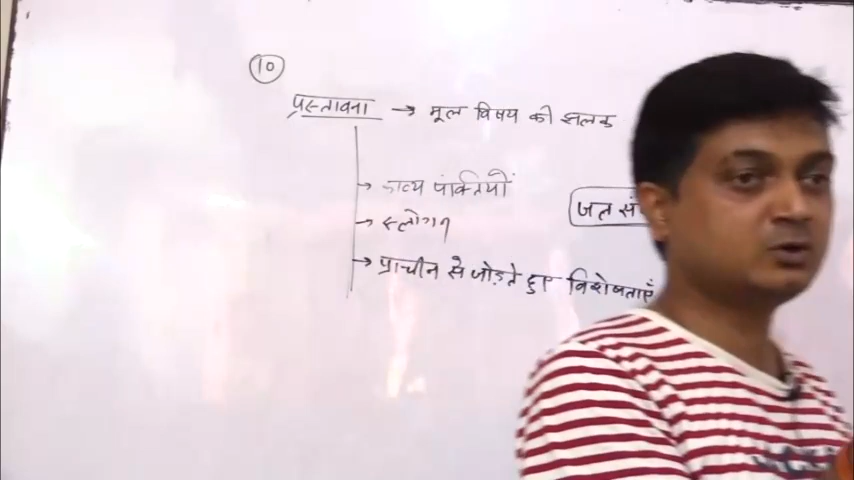 10
प्रस्तावना → मूल विषय की झलक
→ काव्य पंक्तियाँ
→ स्लोगन
जल
→ प्राचीन से जोड़ते हुए विशेषताएँ